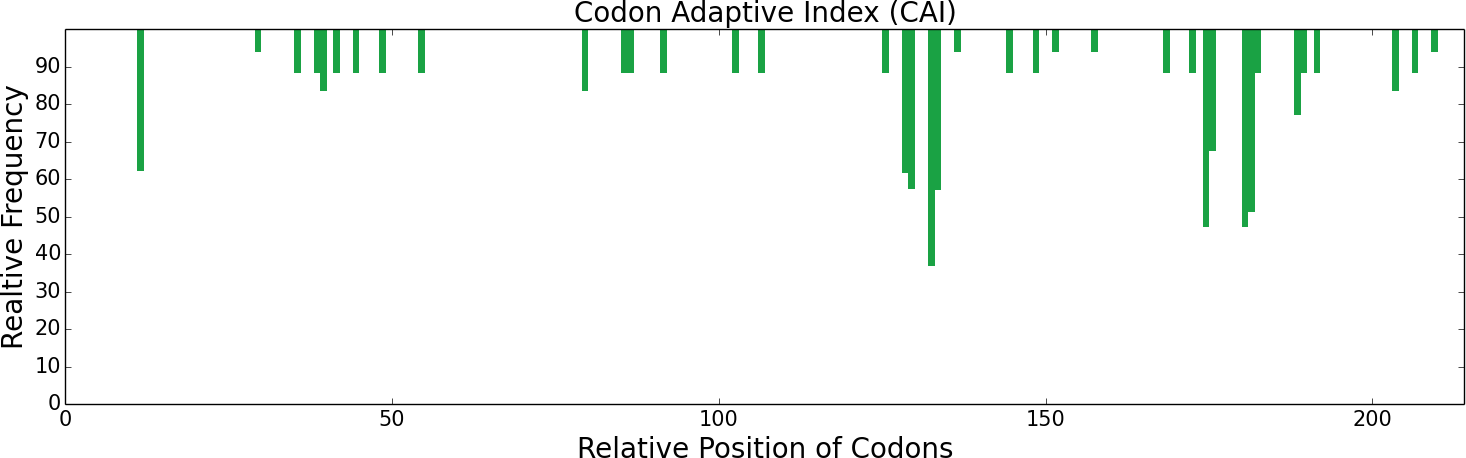 Codon Adaptive Index (CAI)
Realtive Frequency
90
80
70
60
50
40
30
20
10
0
0 50 100 150 200
Relative Position of Codons